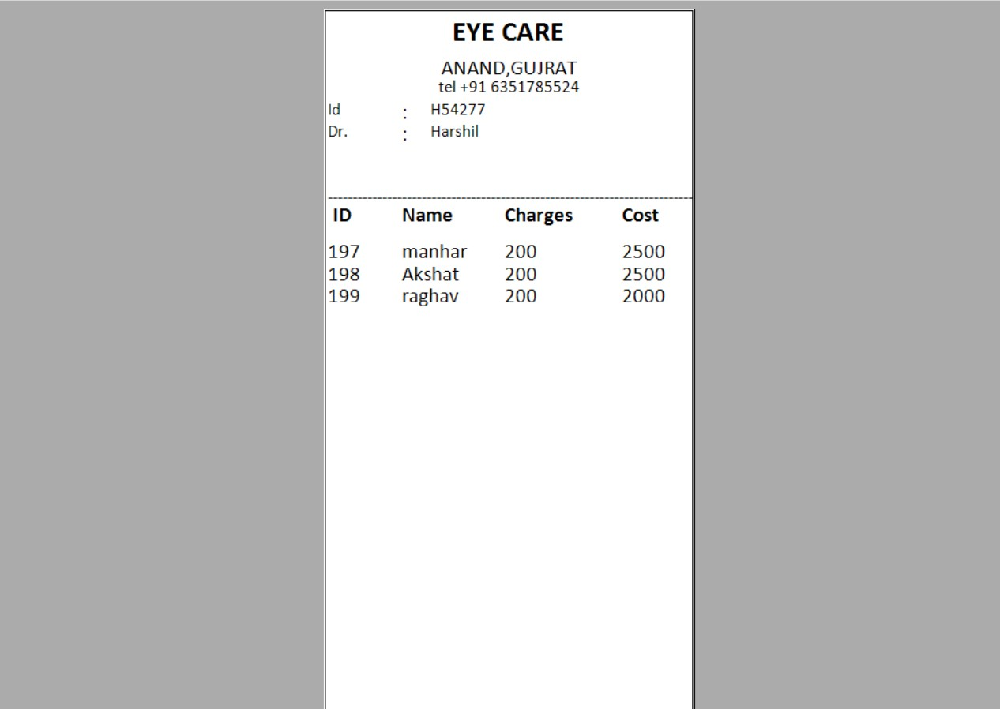 EYE CARE
ANAND,GUJRAT
tel +91 6351785524
Id : H54277
Dr. : Harshil
--------------------------------------------------------------------------------
ID Name Charges Cost
197 manhar 200 2500
198 Akshat 200 2500
199 raghav 200 2000